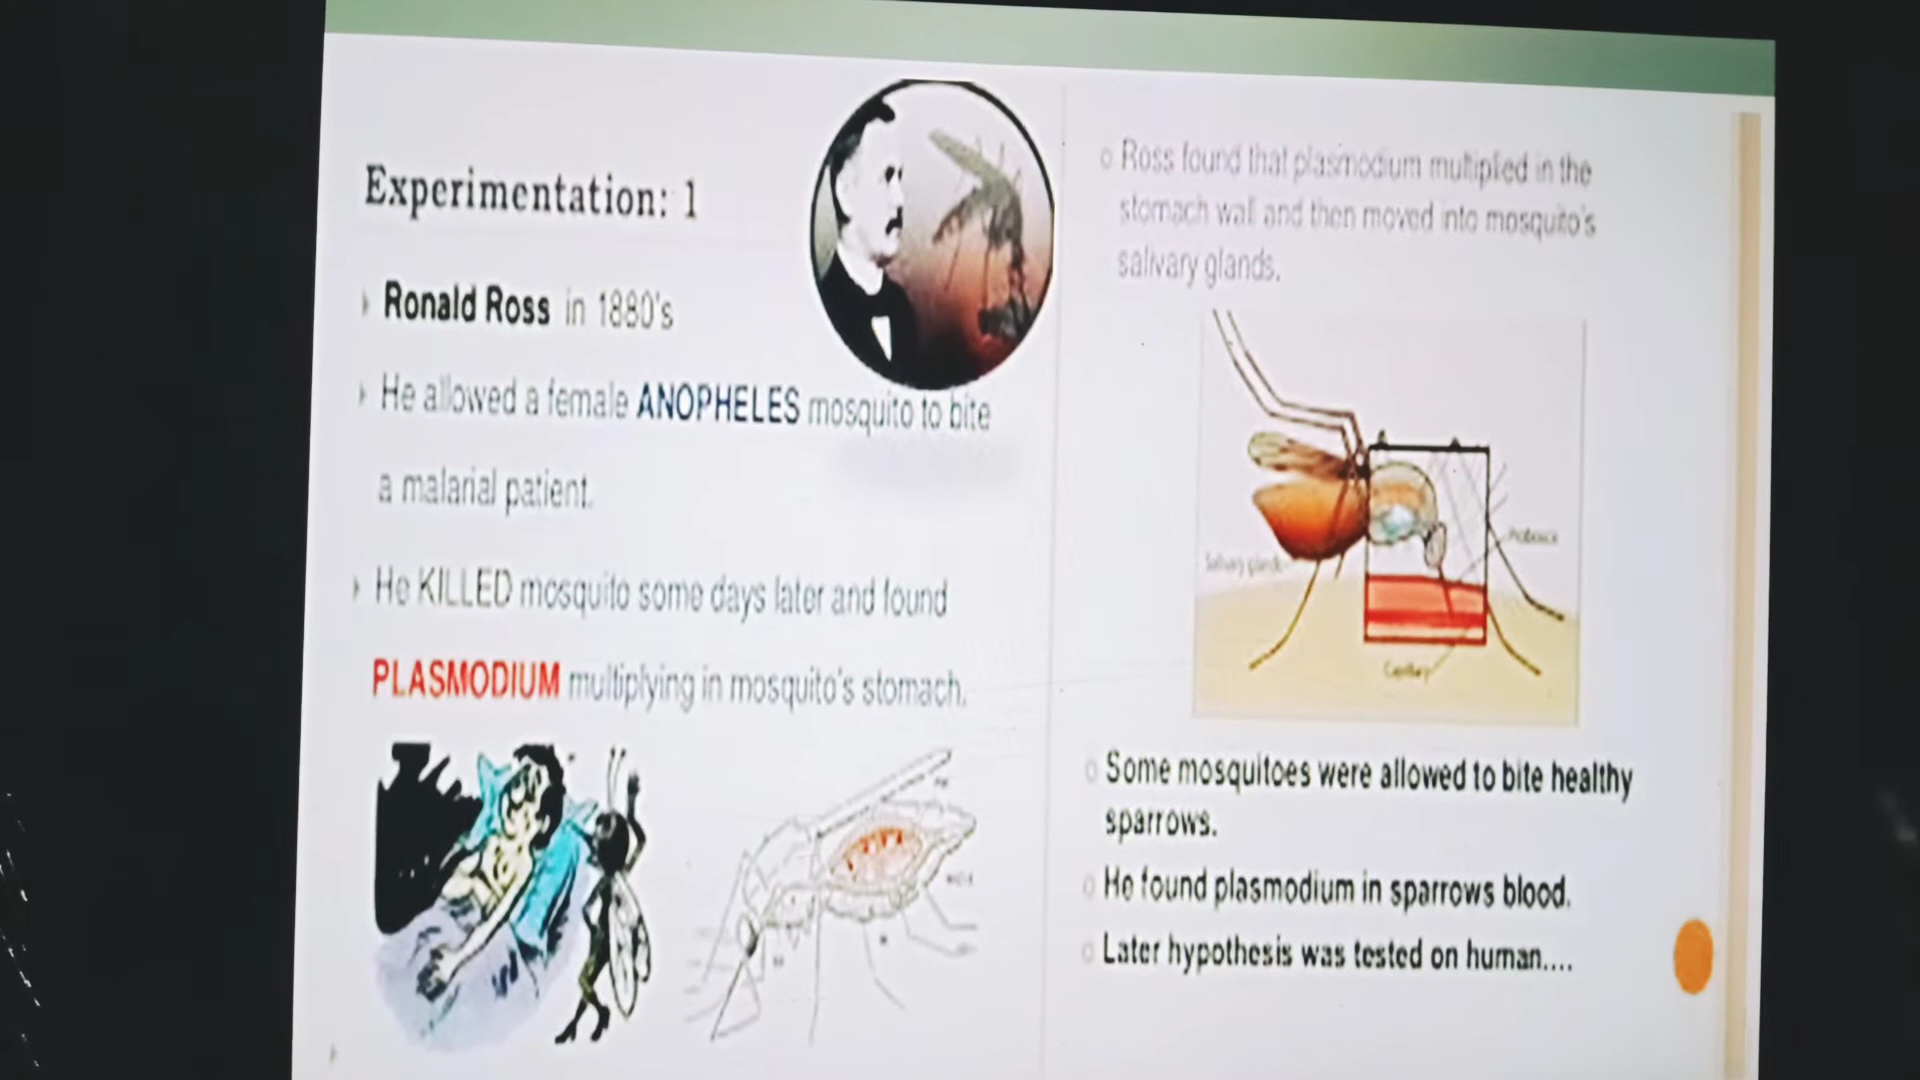 Experimentation: 1
Ronald Ross in 1880's
He allowed a female ANOPHELES mosquito to bite
a malarial patient.
He KILLED mosquito some days later and found
PLASMODIUM multiplying in mosquito's stomach.
Ross found that plasmodium multiplied in the
stomach wall and then moved into mosquito's
salivary glands.
Salivary glands
Proboscis
Capillary
Some mosquitoes were allowed to bite healthy
sparrows.
He found plasmodium in sparrows blood.
Later hypothesis was tested on human....